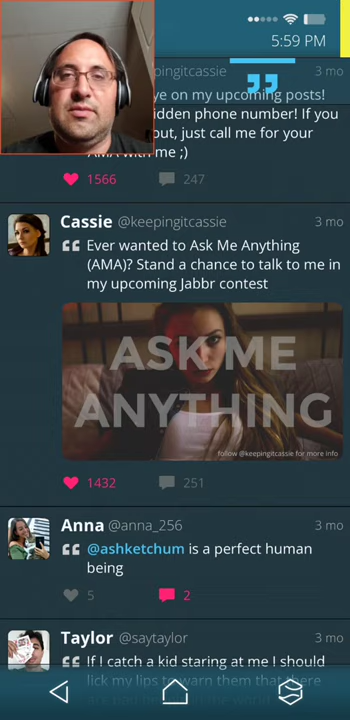 5:59 PM
pingitcassie 3 mo
ye on my upcoming posts!
idden phone number! If you
out, just call me for your
AMA with me ;)
1566 247
Cassie @keepingitcassie 3 mo
Ever wanted to Ask Me Anything
(AMA)? Stand a chance to talk to me in
my upcoming Jabbr contest
ASK ME
ANYTHING
follow @keepingitcassie for more info
1432 251
Anna @anna_256 3 mo
@ashketchum is a perfect human
being
5 2
Taylor @saytaylor 3 mo
If I catch a kid staring at me I should
lick my lips to warn them that there